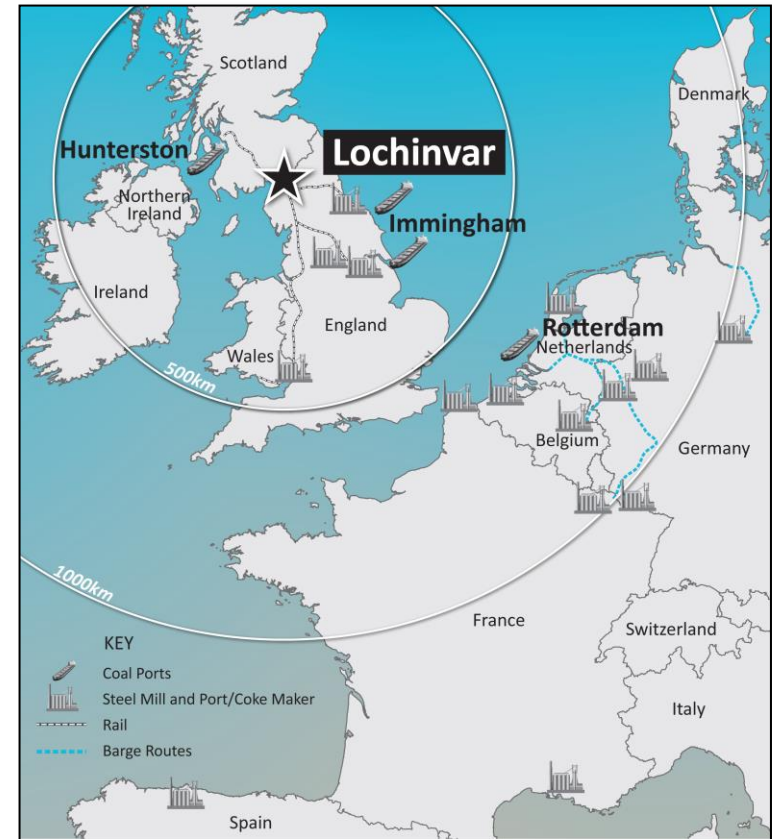 Scotland
Denmark
Hunterston
Lochinvar
Northern
Ireland
Immingham
Ireland
England
Rotterdam
Netherlands
Wales
500km
Belgium
Germany
1000km
France
Switzerland
KEY
Coal Ports
Steel Mill and Port/Coke Maker
Rail
Barge Routes
Italy
Spain